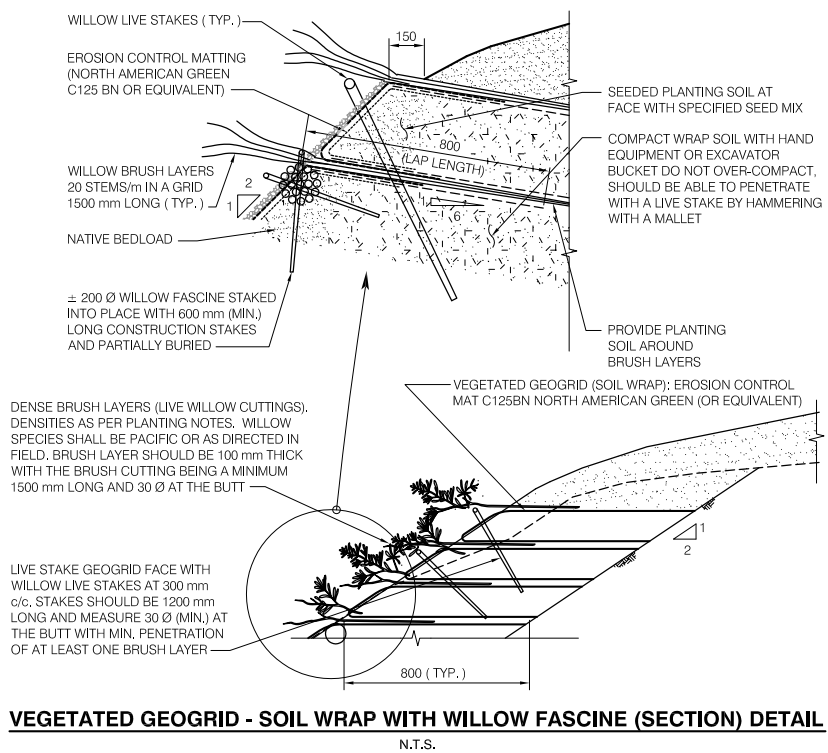 WILLOW LIVE STAKES ( TYP. )
150
EROSION CONTROL MATTING
(NORTH AMERICAN GREEN
C125 BN OR EQUIVALENT)
SEEDED PLANTING SOIL AT
FACE WITH SPECIFIED SEED MIX
800
(LAP LENGTH)
COMPACT WRAP SOIL WITH HAND
EQUIPMENT OR EXCAVATOR
BUCKET DO NOT OVER-COMPACT,
SHOULD BE ABLE TO PENETRATE
WITH A LIVE STAKE BY HAMMERING
WITH A MALLET
WILLOW BRUSH LAYERS
20 STEMS/m IN A GRID
1500 mm LONG ( TYP. )
2
1
1
6
NATIVE BEDLOAD
± 200 Ø WILLOW FASCINE STAKED
INTO PLACE WITH 600 mm (MIN.)
LONG CONSTRUCTION STAKES
AND PARTIALLY BURIED
PROVIDE PLANTING
SOIL AROUND
BRUSH LAYERS
VEGETATED GEOGRID (SOIL WRAP): EROSION CONTROL
MAT C125BN NORTH AMERICAN GREEN (OR EQUIVALENT)
DENSE BRUSH LAYERS (LIVE WILLOW CUTTINGS).
DENSITIES AS PER PLANTING NOTES. WILLOW
SPECIES SHALL BE PACIFIC OR AS DIRECTED IN
FIELD. BRUSH LAYER SHOULD BE 100 mm THICK
WITH THE BRUSH CUTTING BEING A MINIMUM
1500 mm LONG AND 30 Ø AT THE BUTT
1
2
LIVE STAKE GEOGRID FACE WITH
WILLOW LIVE STAKES AT 300 mm
c/c. STAKES SHOULD BE 1200 mm
LONG AND MEASURE 30 Ø (MIN.) AT
THE BUTT WITH MIN. PENETRATION
OF AT LEAST ONE BRUSH LAYER
800 ( TYP. )
VEGETATED GEOGRID - SOIL WRAP WITH WILLOW FASCINE (SECTION) DETAIL
N.T.S.